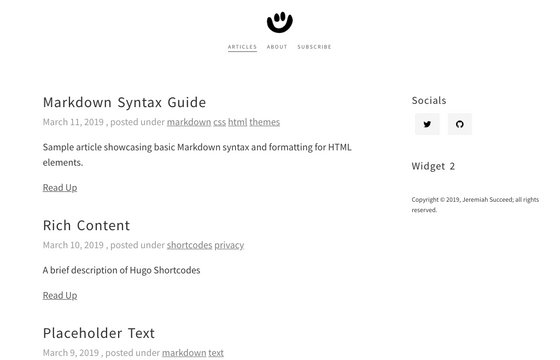 ARTICLES ABOUT SUBSCRIBE
Markdown Syntax Guide
March 11, 2019 , posted under markdown css html themes
Sample article showcasing basic Markdown syntax and formatting for HTML
elements.
Read Up
Rich Content
March 10, 2019 , posted under shortcodes privacy
A brief description of Hugo Shortcodes
Read Up
Placeholder Text
March 9, 2019 , posted under markdown text
Socials
Widget 2
Copyright © 2019, Jeremiah Succeed; all rights
reserved.